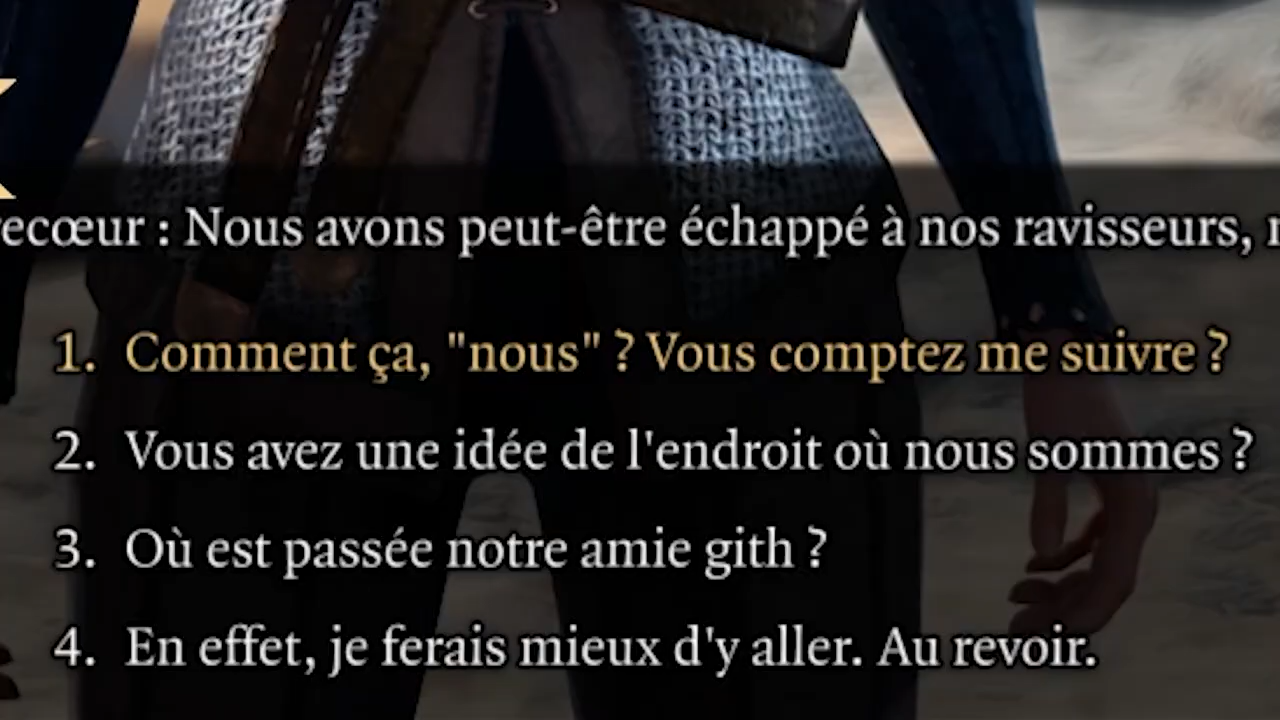 recœur : Nous avons peut-être échappé à nos ravisseurs,
1. Comment ça, "nous" ? Vous comptez me suivre ?
2. Vous avez une idée de l'endroit où nous sommes ?
3. Où est passée notre amie gith ?
4. En effet, je ferais mieux d'y aller. Au revoir.